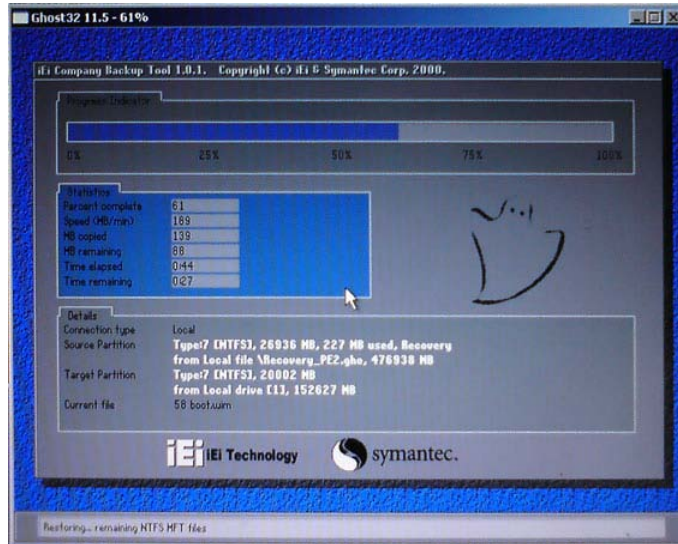 Ghost32 11.5 - 61%
iEi Company Backup Tool 1.0.1.   Copyright (c) iEi & Symantec Corp. 2000.
Progress Indicator
0%   25%   50%   75%   100%
Statistics
Percent complete   61
Speed (MB/min)   189
MB copied   139
MB remaining   88
Time elapsed   0:44
Time remaining   0:27
Details
Connection type   Local
Source Partition   Type:7 [NTFS], 26936 MB, 227 MB used, Recovery
from Local file \Recovery_PE2.gho, 476938 MB
Target Partition   Type:7 [NTFS], 20002 MB
from Local drive [1], 152627 MB
Current file   58 boot.wim
iEi iEi Technology   symantec.
Restoring... remaining NTFS MFT files